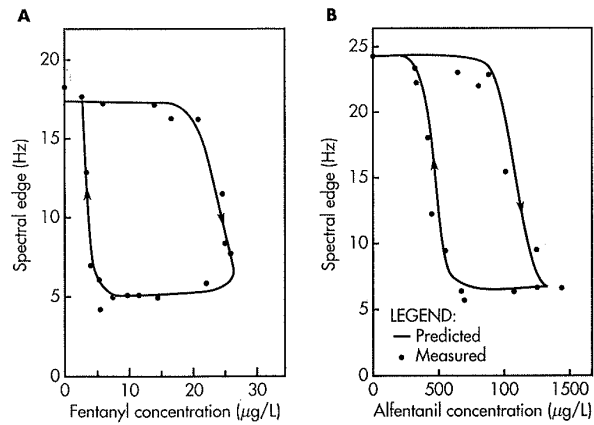 A
Spectral edge (Hz)
20
15
10
5
0
0 10 20 30
Fentanyl concentration (µg/L)
B
Spectral edge (Hz)
25
20
15
10
5
0
0 500 100 1500
Alfentanil concentration (µg/L)
LEGEND:
Predicted
Measured